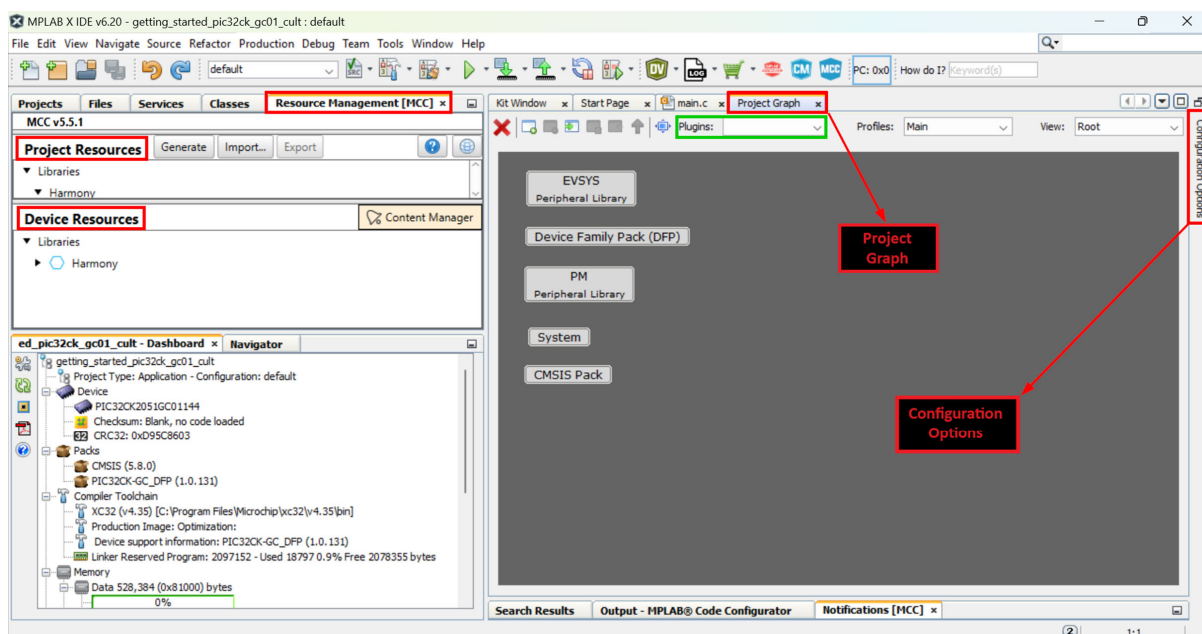 MPLAB X IDE v6.20 - getting_started_pic32ck_gc01_cult : default
File Edit View Navigate Source Refactor Production Debug Team Tools Window Help
default
PC: 0x0
How do I? Keyword(s)
Projects Files Services Classes Resource Management [MCC]
MCC v5.5.1
Project Resources Generate Import... Export
Libraries
Harmony
Device Resources Content Manager
Libraries
Harmony
ed_pic32ck_gc01_cult - Dashboard Navigator
getting_started_pic32ck_gc01_cult
Project Type: Application - Configuration: default
Device
PIC32CK2051GC01144
Checksum: Blank, no code loaded
CRC32: 0xD95C8603
Packs
CMSIS (5.8.0)
PIC32CK-GC_DFP (1.0.131)
Compiler Toolchain
XC32 (v4.35) [C:\Program Files\Microchip\xc32\v4.35\bin]
Production Image: Optimization:
Device support information: PIC32CK-GC_DFP (1.0.131)
Linker Reserved Program: 2097152 - Used 18797 0.9% Free 2078355 bytes
Memory
Data 528,384 (0x81000) bytes
0%
Kit Window Start Page main.c Project Graph
Plugins: Profiles: Main View: Root
EVSYS
Peripheral Library
Device Family Pack (DFP)
PM
Peripheral Library
System
CMSIS Pack
Project
Graph
Configuration
Options
Configuration Options
Search Results Output - MPLAB® Code Configurator Notifications [MCC]
2 1:1